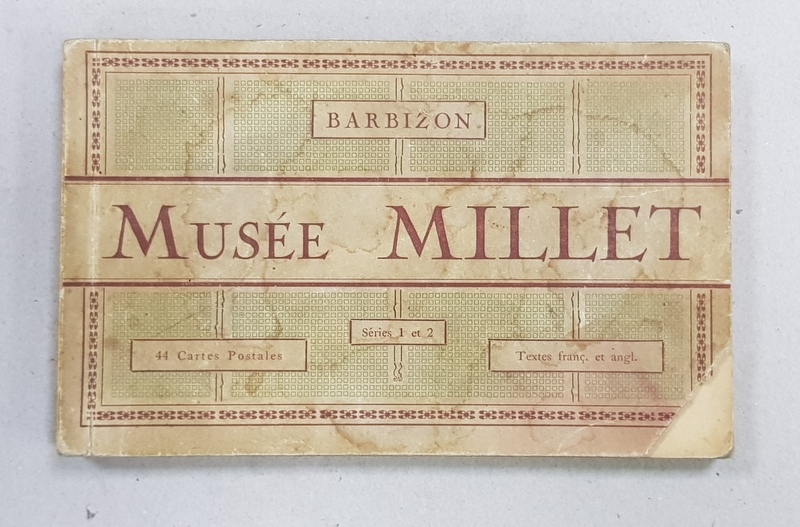 BARBIZON
MUSÉE MILLET
Séries 1 et 2
44 Cartes Postales
Textes franç. et angl.